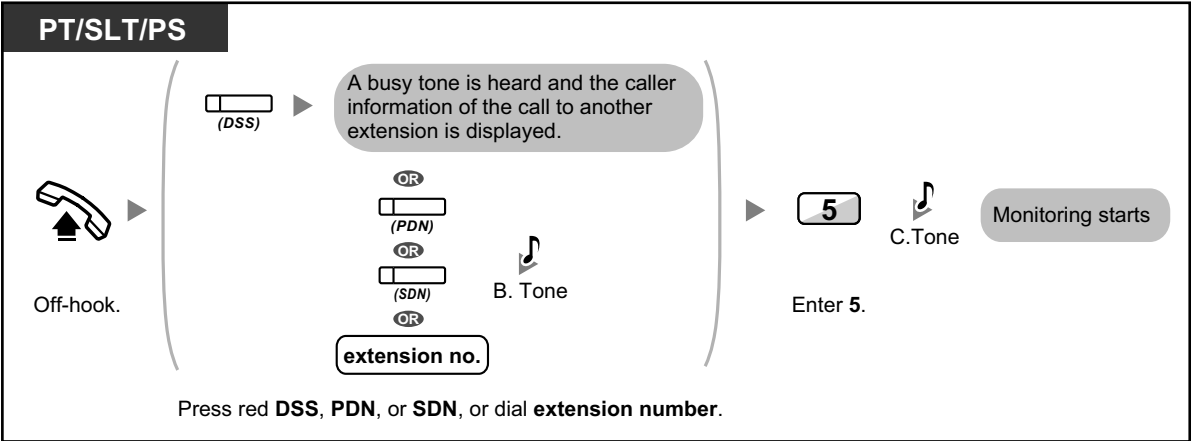 PT/SLT/PS
A busy tone is heard and the caller
information of the call to another
extension is displayed.
(DSS)
OR
(PDN)
OR
(SDN)
B. Tone
OR
extension no.
5
C.Tone
Monitoring starts
Off-hook.
Enter 5.
Press red DSS, PDN, or SDN, or dial extension number.